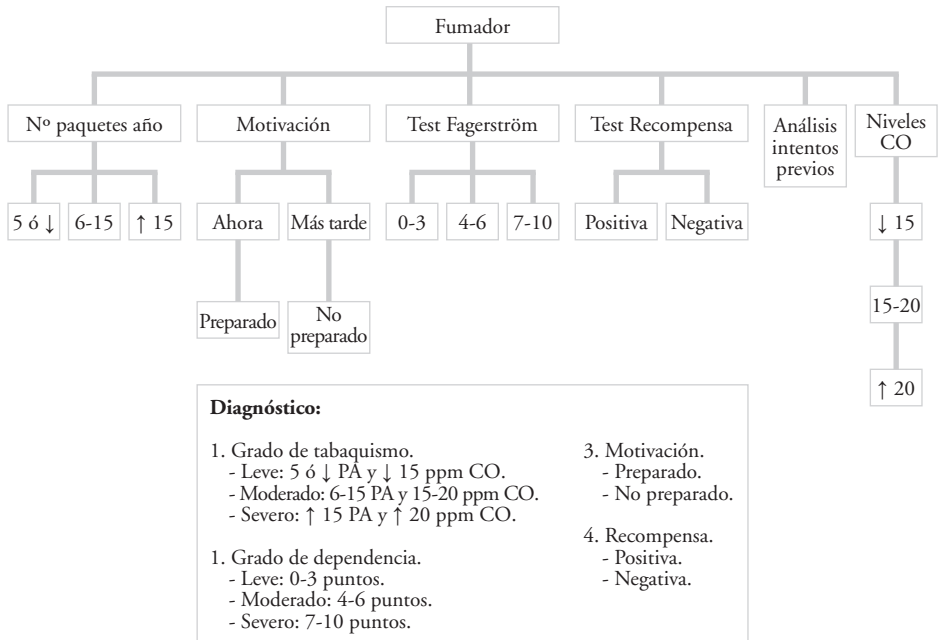 Fumador
Nº paquetes año
Motivación
Test Fagerström
Test Recompensa
Análisis
intentos
previos
Niveles
CO
5 ó ↓
6-15
↑ 15
Ahora
Más tarde
0-3
4-6
7-10
Positiva
Negativa
↓ 15
Preparado
No
preparado
15-20
↑ 20
Diagnóstico:
1. Grado de tabaquismo.
- Leve: 5 ó ↓ PA y ↓ 15 ppm CO.
- Moderado: 6-15 PA y 15-20 ppm CO.
- Severo: ↑ 15 PA y ↑ 20 ppm CO.
1. Grado de dependencia.
- Leve: 0-3 puntos.
- Moderado: 4-6 puntos.
- Severo: 7-10 puntos.
3. Motivación.
- Preparado.
- No preparado.
4. Recompensa.
- Positiva.
- Negativa.